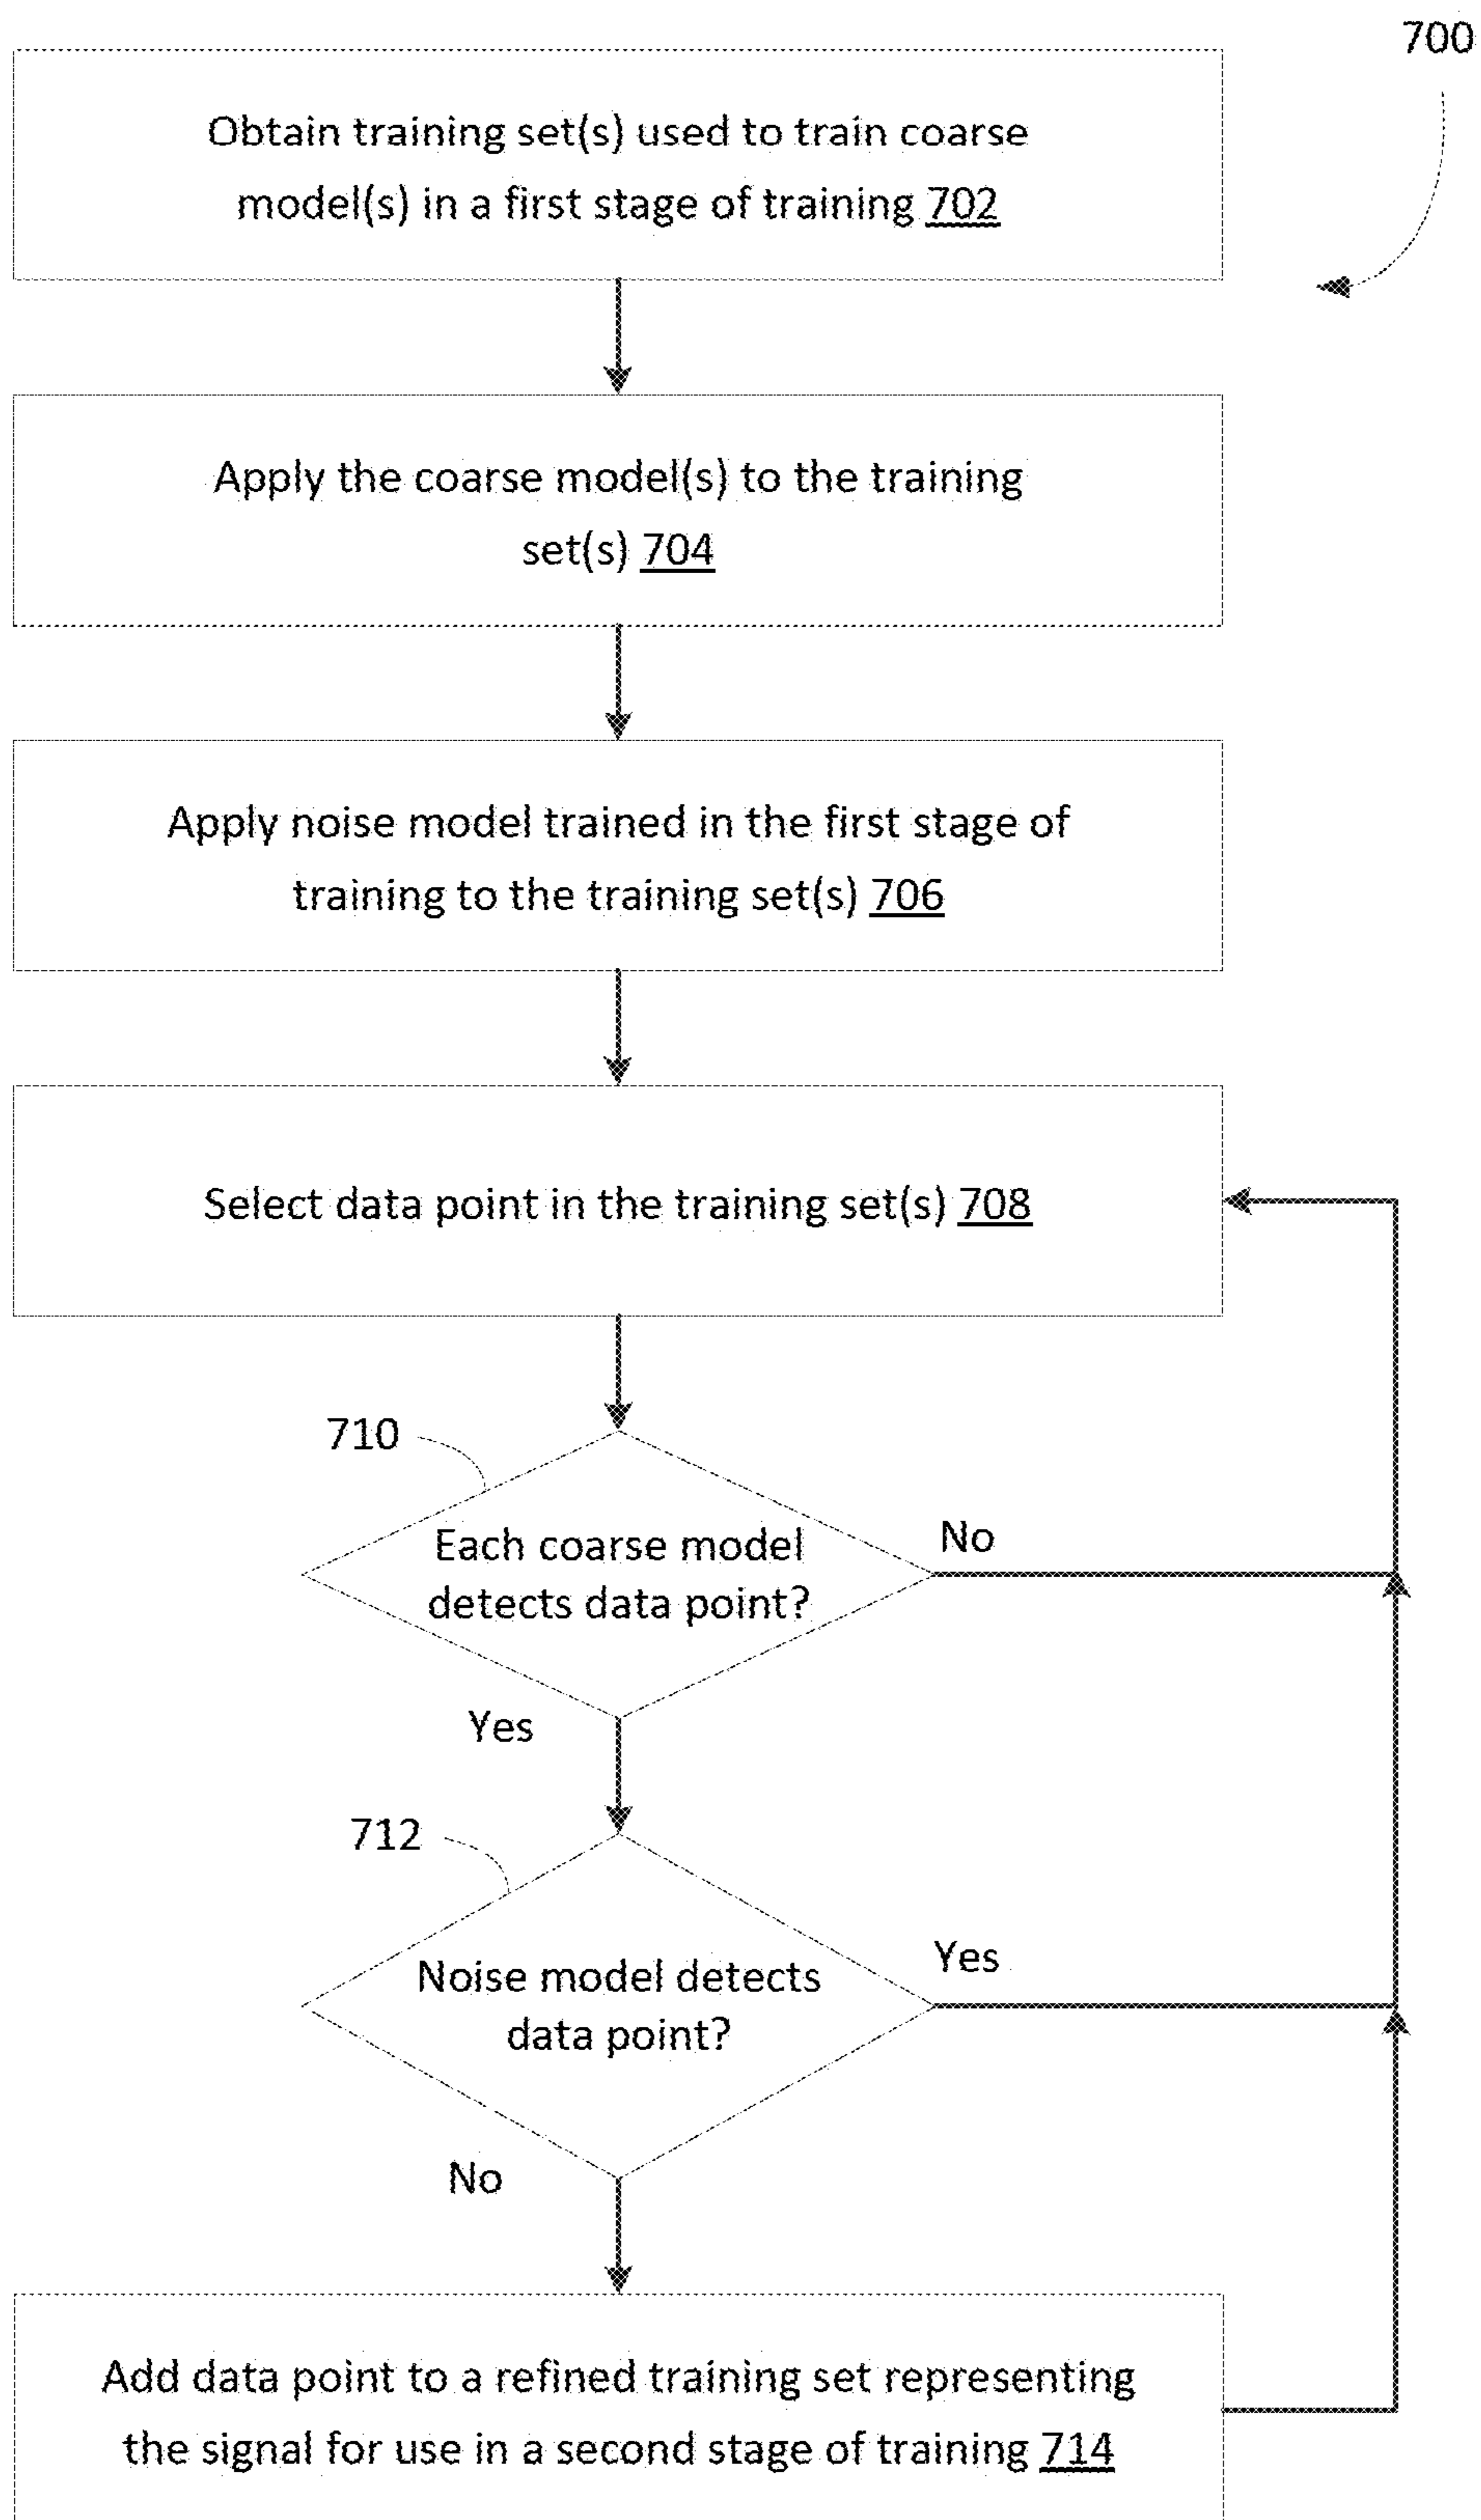 700
Obtain training set(s) used to train coarse
model(s) in a first stage of training 702
Apply the coarse model(s) to the training
set(s) 704
Apply noise model trained in the first stage of
training to the training set(s) 706
Select data point in the training set(s) 708
710
Each coarse model
detects data point?
No
Yes
712
Noise model detects
data point?
Yes
No
Add data point to a refined training set representing
the signal for use in a second stage of training 714